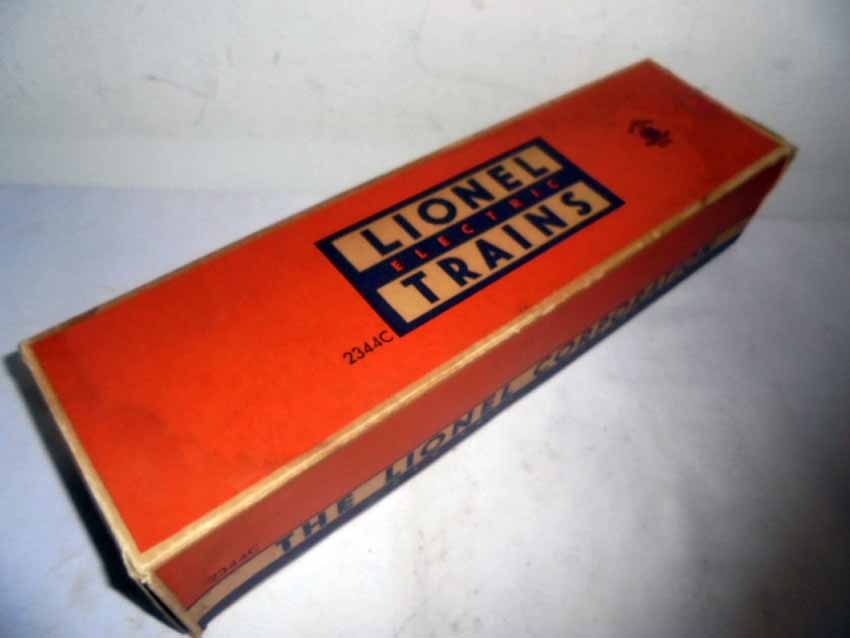 LIONEL
ELECTRIC
TRAINS
2344C
2344C
THE LIONEL CORPORATION